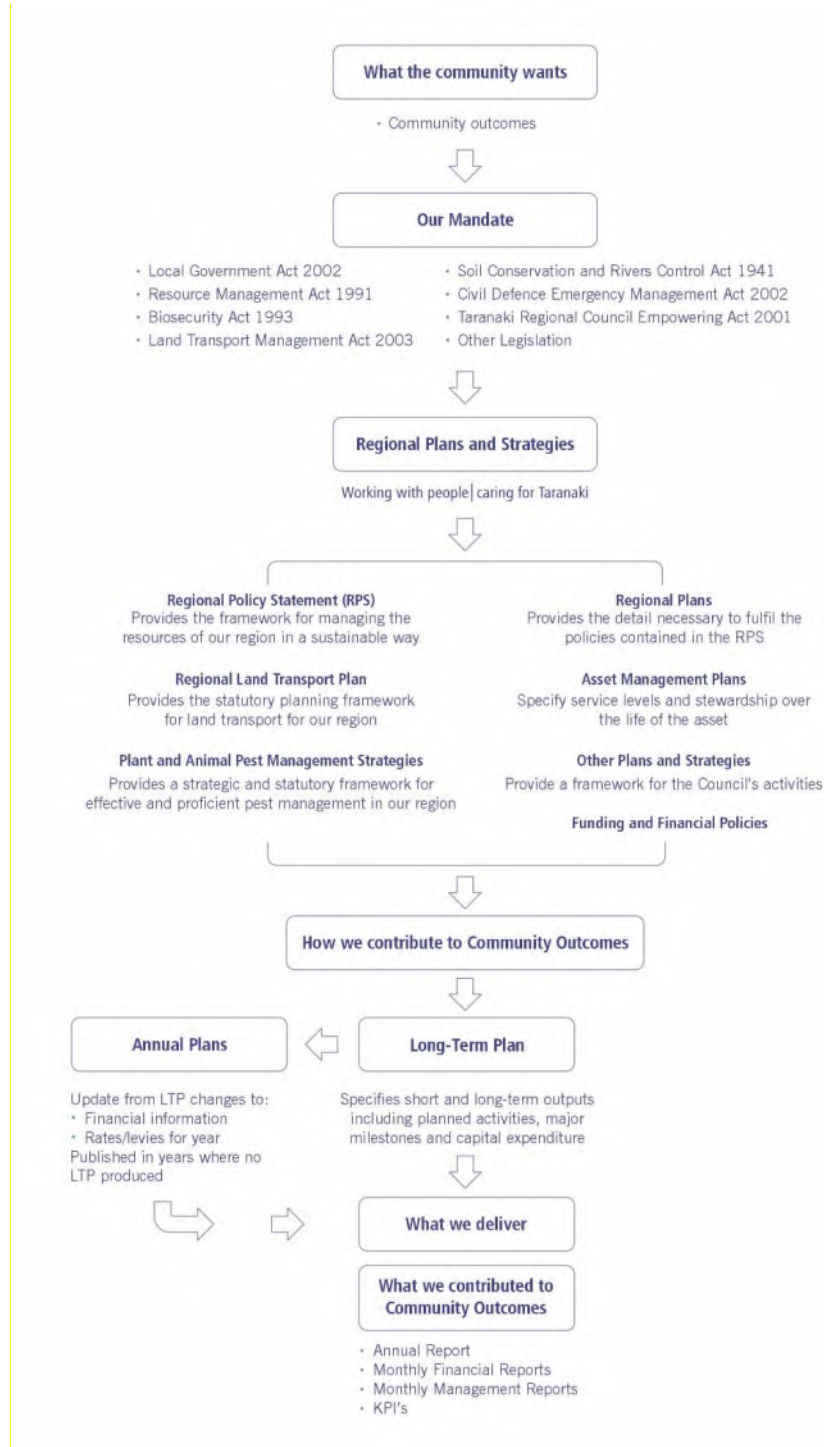 What the community wants
• Community outcomes
Our Mandate
• Local Government Act 2002
• Resource Management Act 1991
• Biosecurity Act 1993
• Land Transport Management Act 2003
• Soil Conservation and Rivers Control Act 1941
• Civil Defence Emergency Management Act 2002
• Taranaki Regional Council Empowering Act 2001
• Other Legislation
Regional Plans and Strategies
Working with people | caring for Taranaki
Regional Policy Statement (RPS)
Provides the framework for managing the
resources of our region in a sustainable way
Regional Land Transport Plan
Provides the statutory planning framework
for land transport for our region
Plant and Animal Pest Management Strategies
Provides a strategic and statutory framework for
effective and proficient pest management in our region
Regional Plans
Provides the detail necessary to fulfil the
policies contained in the RPS
Asset Management Plans
Specify service levels and stewardship over
the life of the asset
Other Plans and Strategies
Provide a framework for the Council's activities
Funding and Financial Policies
How we contribute to Community Outcomes
Annual Plans
Update from LTP changes to:
• Financial information
• Rates/levies for year
Published in years where no
LTP produced
Long-Term Plan
Specifies short and long-term outputs
including planned activities, major
milestones and capital expenditure
What we deliver
What we contributed to
Community Outcomes
• Annual Report
• Monthly Financial Reports
• Monthly Management Reports
• KPI's